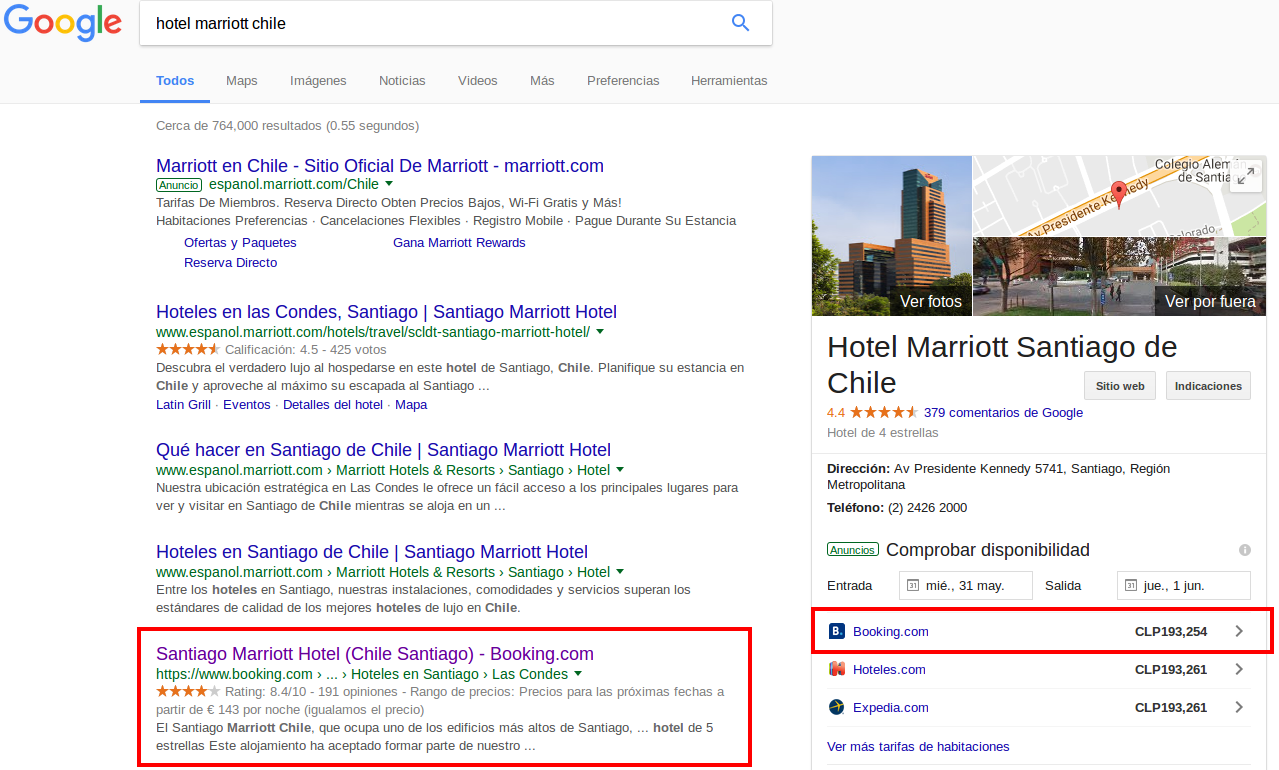 Google
hotel marriott chile
Todos Maps Imágenes Noticias Videos Más Preferencias Herramientas
Cerca de 764,000 resultados (0.55 segundos)
Marriott en Chile - Sitio Oficial De Marriott - marriott.com
Anuncio espanol.marriott.com/Chile
Tarifas De Miembros. Reserva Directo Obten Precios Bajos, Wi-Fi Gratis y Más!
Habitaciones Preferencias · Cancelaciones Flexibles · Registro Mobile · Pague Durante Su Estancia
Ofertas y Paquetes Gana Marriott Rewards
Reserva Directo
Hoteles en las Condes, Santiago | Santiago Marriott Hotel
www.espanol.marriott.com/hotels/travel/scldt-santiago-marriott-hotel/
Calificación: 4.5 - 425 votos
Descubra el verdadero lujo al hospedarse en este hotel de Santiago, Chile. Planifique su estancia en
Chile y aproveche al máximo su escapada al Santiago ...
Latin Grill · Eventos · Detalles del hotel · Mapa
Qué hacer en Santiago de Chile | Santiago Marriott Hotel
www.espanol.marriott.com › Marriott Hotels & Resorts › Santiago › Hotel
Nuestra ubicación estratégica en Las Condes le ofrece un fácil acceso a los principales lugares para
ver y visitar en Santiago de Chile mientras se aloja en un ...
Hoteles en Santiago de Chile | Santiago Marriott Hotel
www.espanol.marriott.com › Marriott Hotels & Resorts › Santiago › Hotel
Entre los hoteles en Santiago, nuestras instalaciones, comodidades y servicios superan los
estándares de calidad de los mejores hoteles de lujo en Chile.
Santiago Marriott Hotel (Chile Santiago) - Booking.com
https://www.booking.com › ... › Hoteles en Santiago › Las Condes
Rating: 8.4/10 - 191 opiniones - Rango de precios: Precios para las próximas fechas a
partir de € 143 por noche (igualamos el precio)
El Santiago Marriott Chile, que ocupa uno de los edificios más altos de Santiago, ... hotel de 5
estrellas Este alojamiento ha aceptado formar parte de nuestro ...
Colegio Alemán
de Santiago
Av. Presidente Kennedy
Colorado,
Ver fotos
Ver por fuera
Hotel Marriott Santiago de
Chile
Sitio web Indicaciones
4.4 379 comentarios de Google
Hotel de 4 estrellas
Dirección: Av Presidente Kennedy 5741, Santiago, Región
Metropolitana
Teléfono: (2) 2426 2000
Anuncios Comprobar disponibilidad
Entrada 31 mié., 31 may. Salida 31 jue., 1 jun.
B. Booking.com CLP193,254
Hoteles.com CLP193,261
Expedia.com CLP193,261
Ver más tarifas de habitaciones